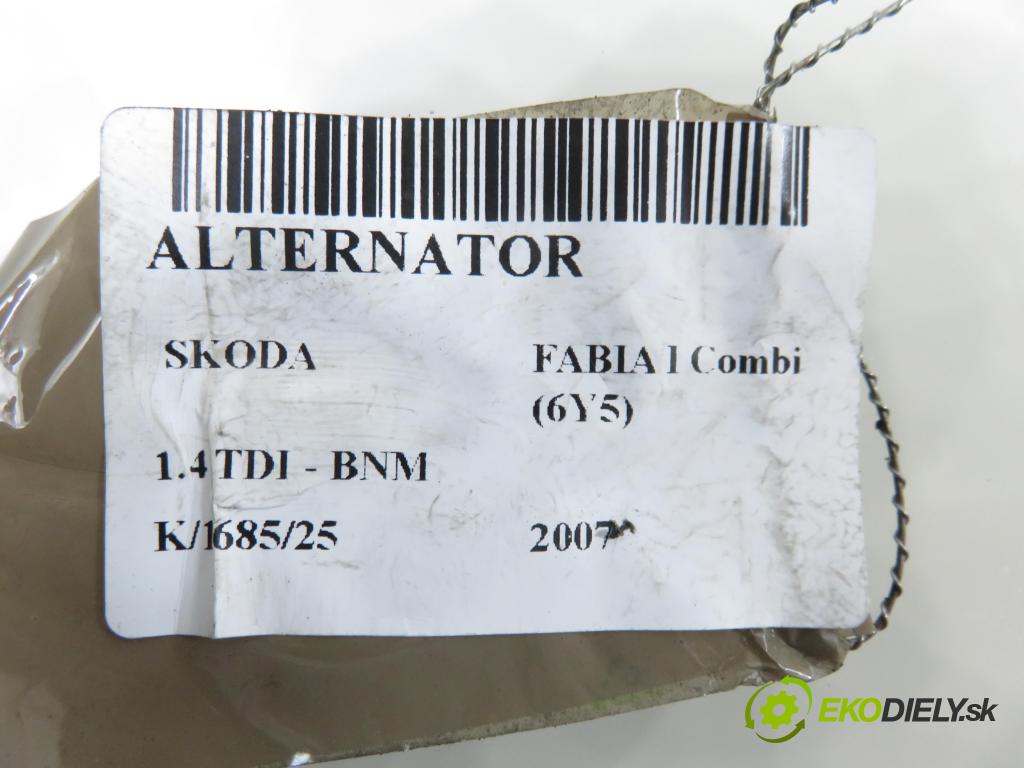 ALTERNATOR
SKODA FABIA I Combi
(6Y5)
1.4 TDI - BNM
K/1685/25 2007
EKODIELY.sk